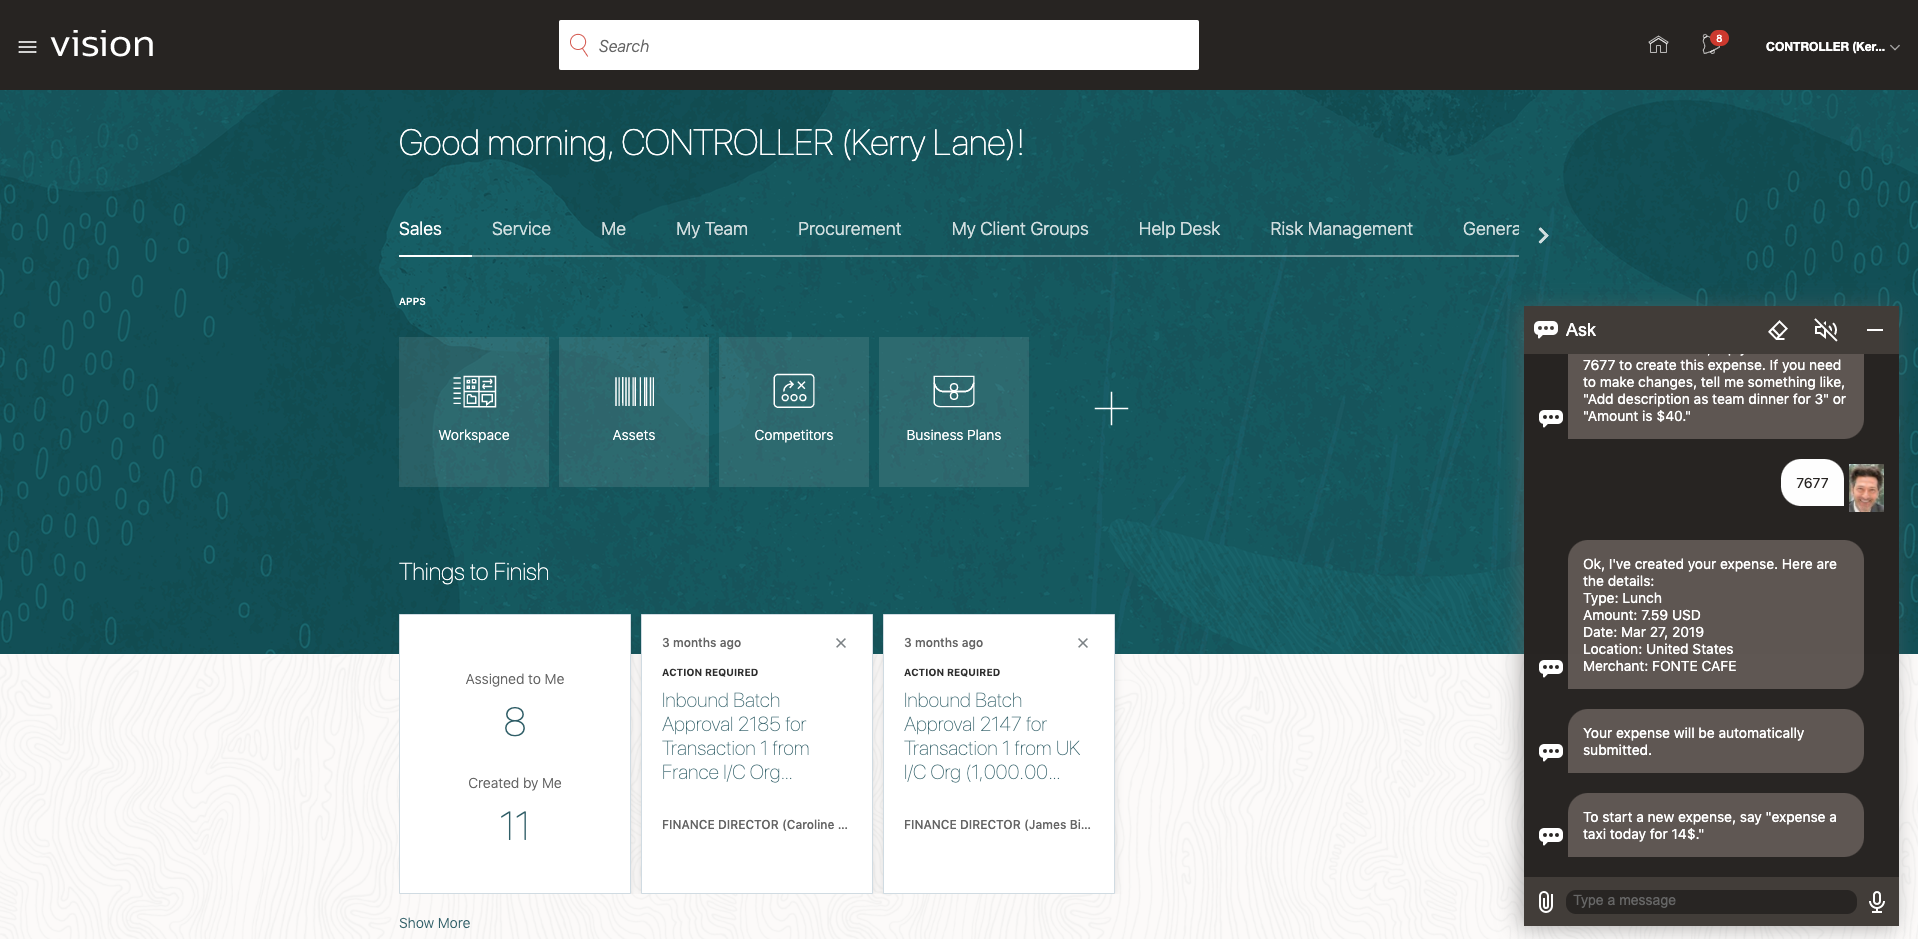 vision
Search
8
CONTROLLER (Ker...
Good morning, CONTROLLER (Kerry Lane)!
Sales
Service
Me
My Team
Procurement
My Client Groups
Help Desk
Risk Management
Genera
APPS
Workspace
Assets
Competitors
Business Plans
Things to Finish
Assigned to Me
8
Created by Me
11
3 months ago
ACTION REQUIRED
Inbound Batch
Approval 2185 for
Transaction 1 from
France I/C Org...
FINANCE DIRECTOR (Caroline ...
3 months ago
ACTION REQUIRED
Inbound Batch
Approval 2147 for
Transaction 1 from UK
I/C Org (1,000.00...
FINANCE DIRECTOR (James Bi...
Show More
Ask
7677 to create this expense. If you need
to make changes, tell me something like,
"Add description as team dinner for 3" or
"Amount is $40."
7677
Ok, I've created your expense. Here are
the details:
Type: Lunch
Amount: 7.59 USD
Date: Mar 27, 2019
Location: United States
Merchant: FONTE CAFE
Your expense will be automatically
submitted.
To start a new expense, say "expense a
taxi today for 14$."
Type a message